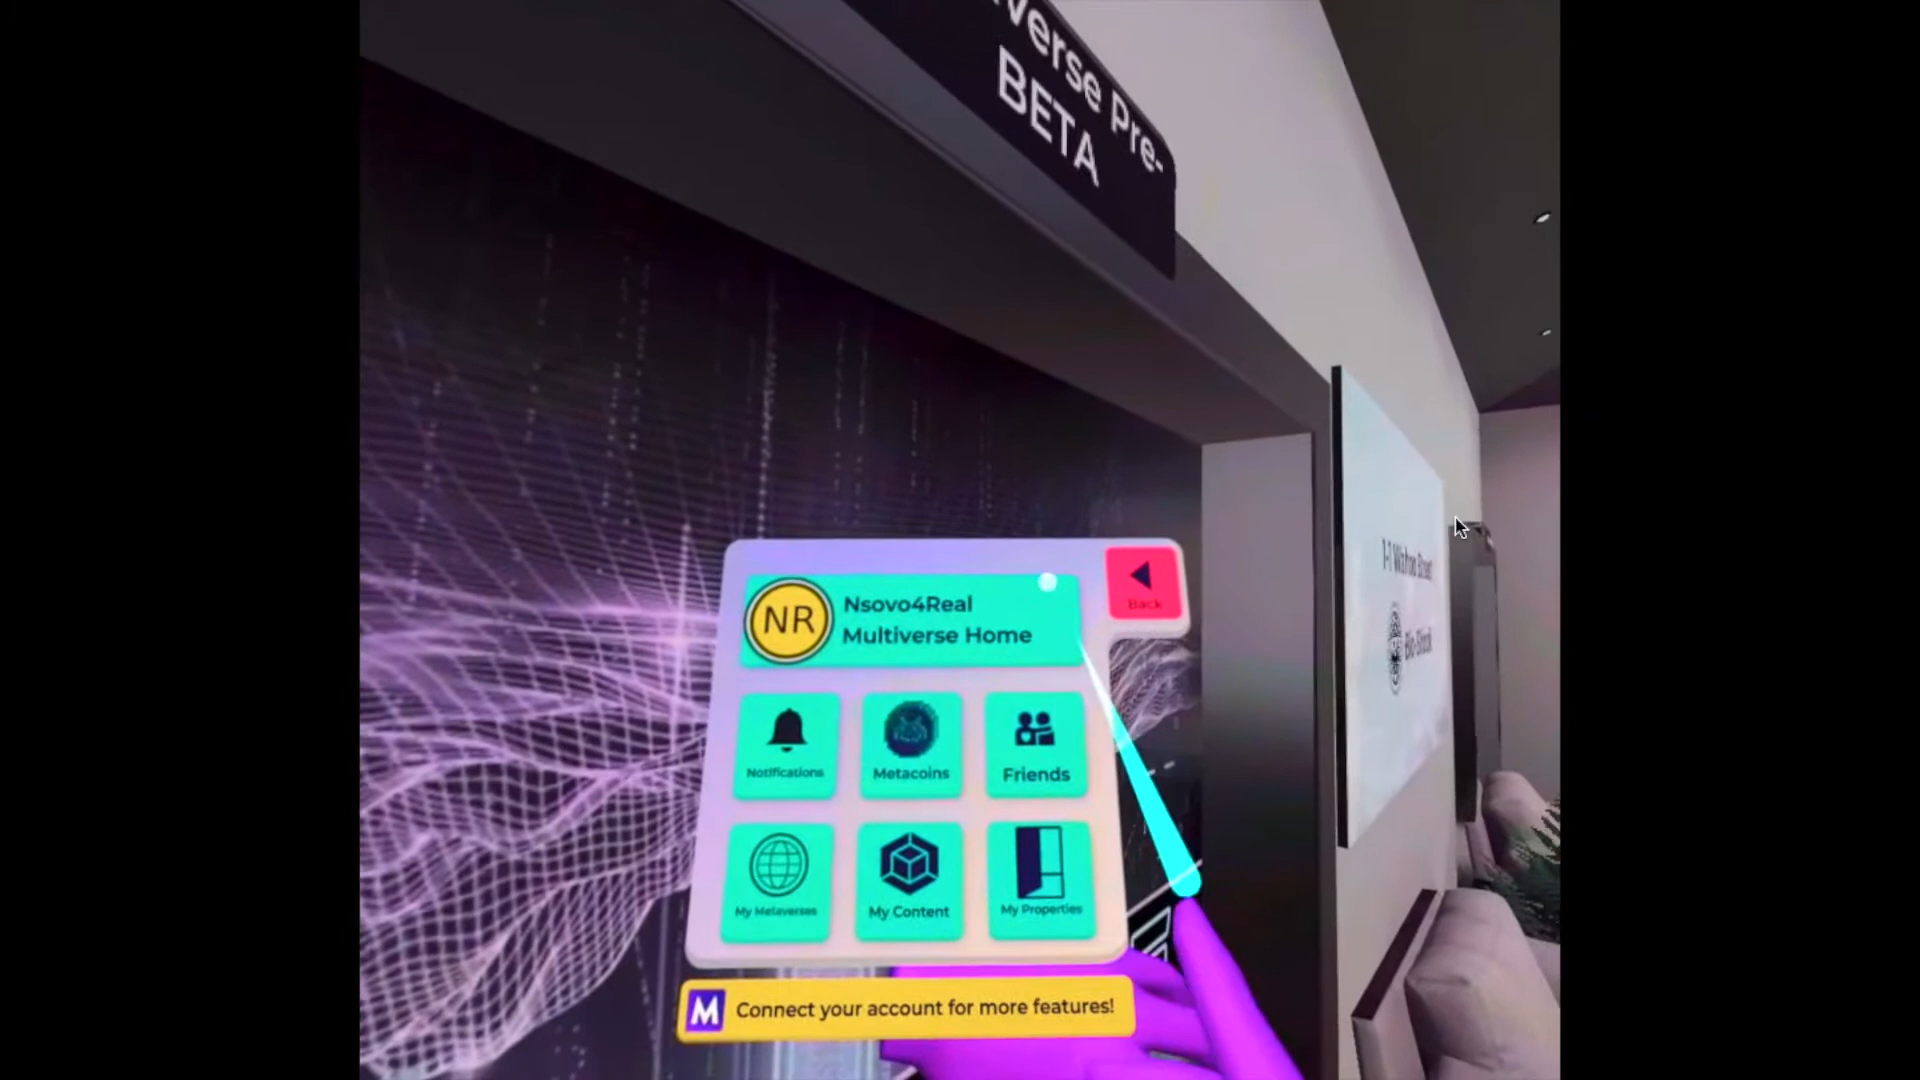 verse Pre-
BETA
NR
Nsovo4Real
Multiverse Home
Back
Notifications
Metacoins
Friends
My Metaverses
My Content
My Properties
M
Connect your account for more features!